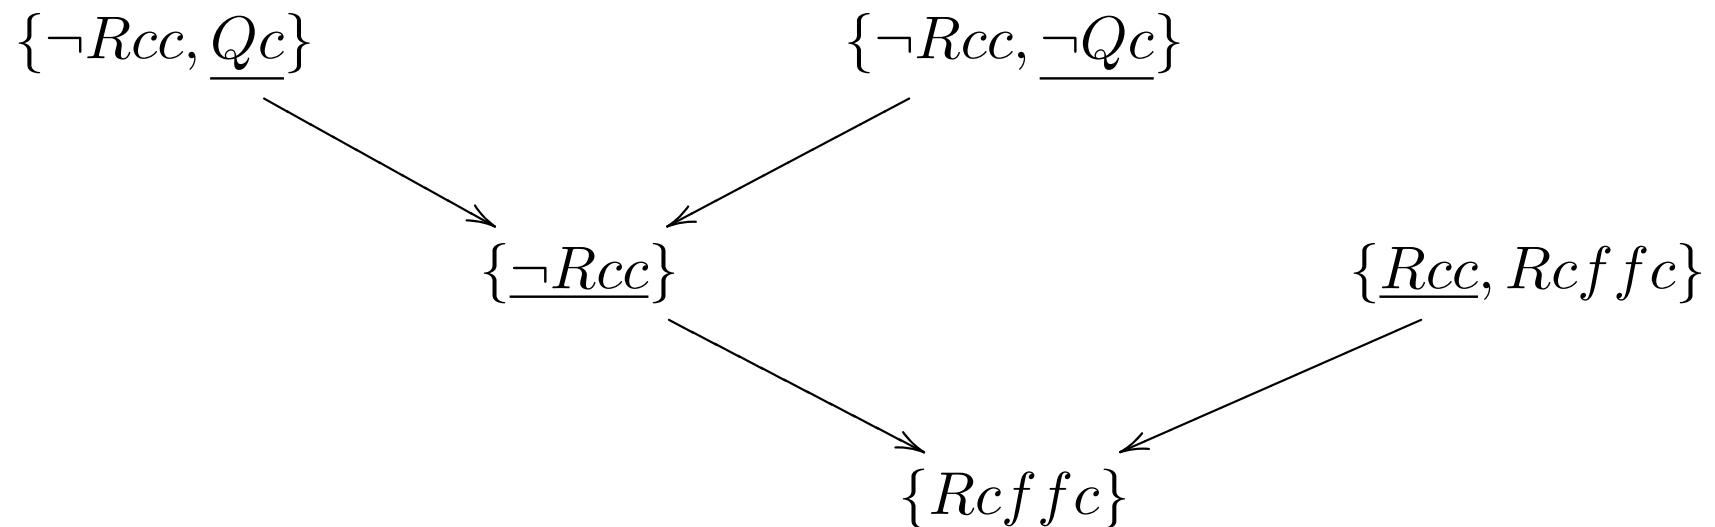 {¬Rcc, Qc} {¬Rcc, ¬Qc}
{¬Rcc} {Rcc, Rcffc}
{Rcffc}